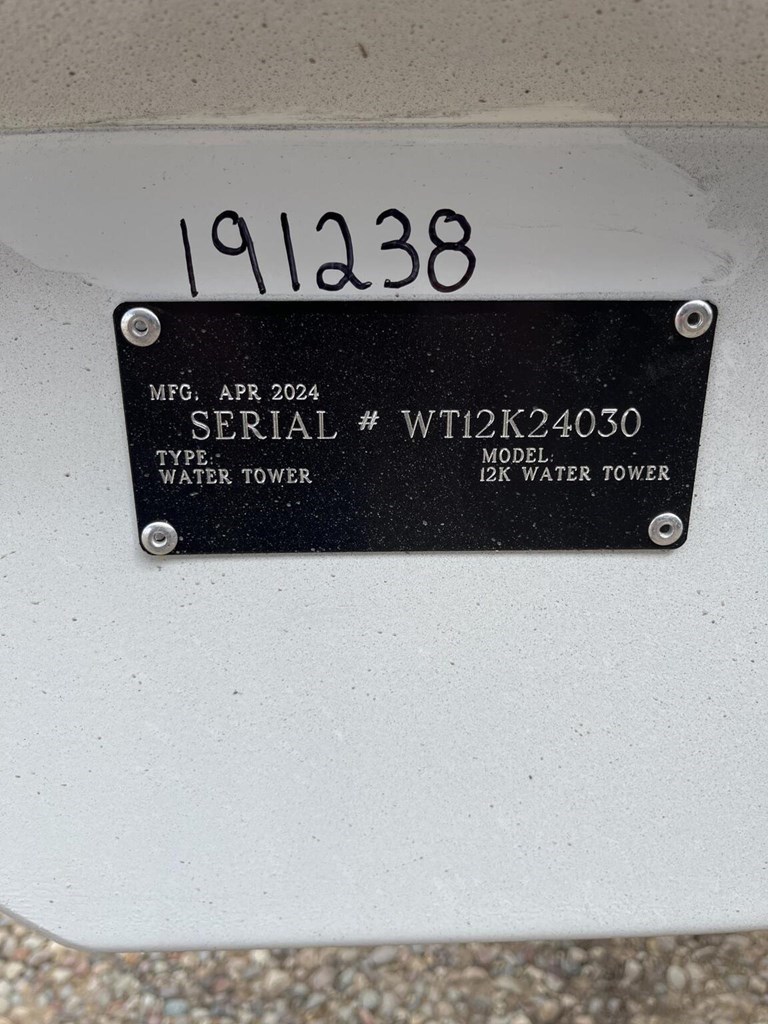 191238
MFG. APR 2024
SERIAL # WT12K24030
TYPE: MODEL:
WATER TOWER 12K WATER TOWER